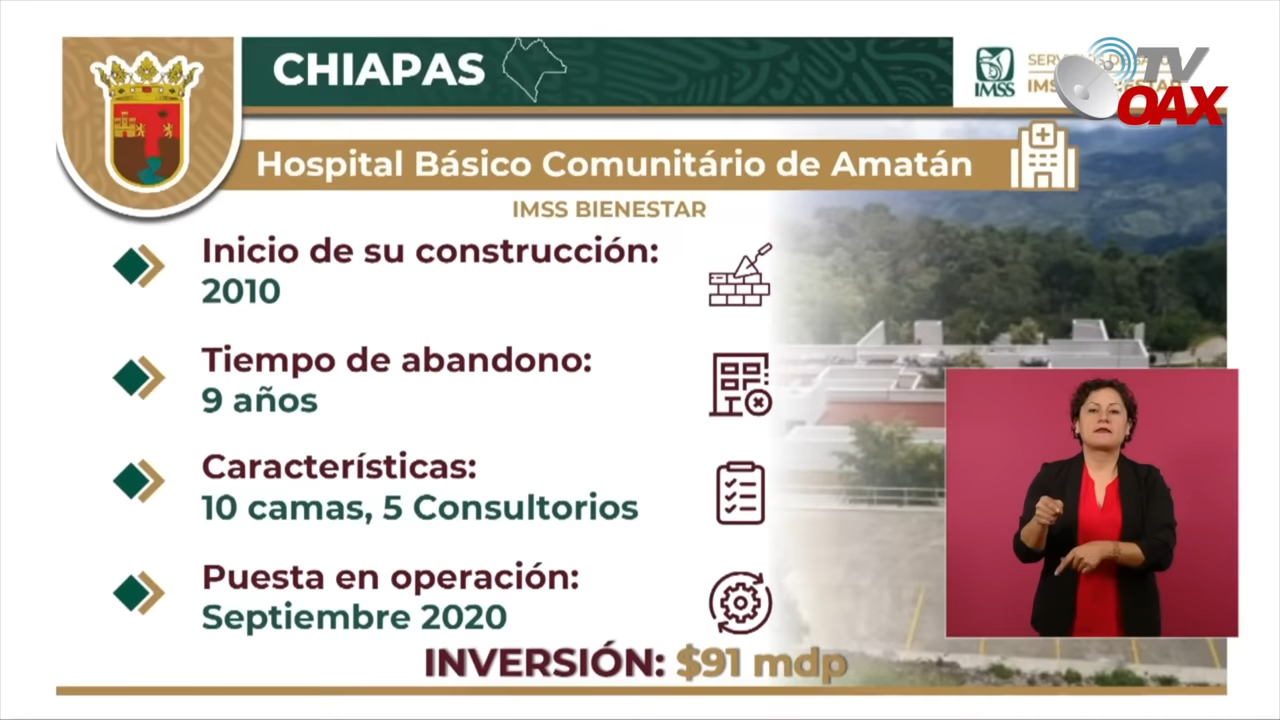 CHIAPAS
IMSS
TV
OAX
Hospital Básico Comunitário de Amatán
IMSS BIENESTAR
Inicio de su construcción:
2010
Tiempo de abandono:
9 años
Características:
10 camas, 5 Consultorios
Puesta en operación:
Septiembre 2020
INVERSIÓN: $91 mdp